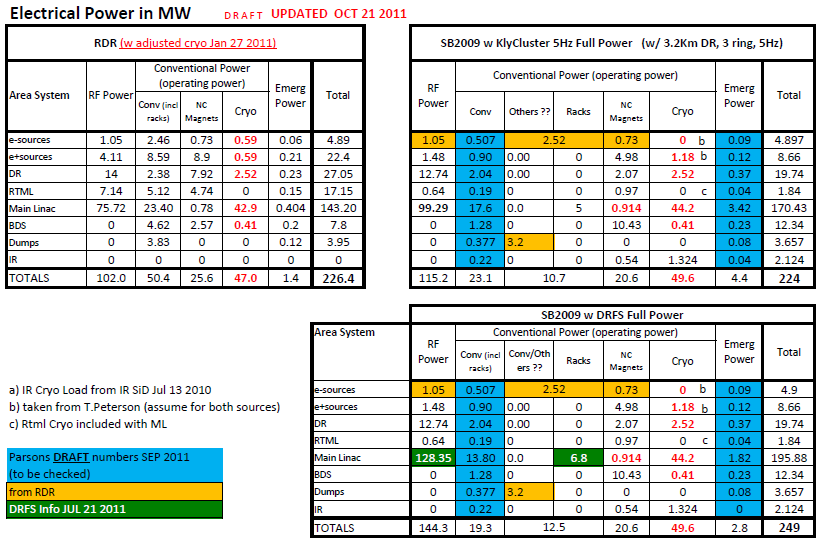 Electrical Power in MW DRAFT UPDATED OCT 21 2011
RDR (w adjusted cryo Jan 27 2011)
Area System RF Power Conventional Power (operating power) Emerg Power Total
Conv (incl racks) NC Magnets Cryo
e-sources 1.05 2.46 0.73 0.59 0.06 4.89
e+sources 4.11 8.59 8.9 0.59 0.21 22.4
DR 14 2.38 7.92 2.52 0.23 27.05
RTML 7.14 5.12 4.74 0 0.15 17.15
Main Linac 75.72 23.40 0.78 42.9 0.404 143.20
BDS 0 4.62 2.57 0.41 0.2 7.8
Dumps 0 3.83 0 0 0.12 3.95
IR 0 0 0 0 0 0
TOTALS 102.0 50.4 25.6 47.0 1.4 226.4
SB2009 w KlyCluster 5Hz Full Power (w/ 3.2Km DR, 3 ring, 5Hz)
RF Power Conventional Power (operating power) Emerg Power Total
Conv Others ?? Racks NC Magnets Cryo
1.05 0.507 2.52 0.73 0 b 0.09 4.897
1.48 0.90 0.00 0 4.98 1.18 b 0.12 8.66
12.74 2.04 0.00 0 2.07 2.52 0.37 19.74
0.64 0.19 0 0 0.97 0 c 0.04 1.84
99.29 17.6 0.0 5 0.914 44.2 3.42 170.43
0 1.28 0 0 10.43 0.41 0.23 12.34
0 0.377 3.2 0 0 0 0.08 3.657
0 0.22 0 0 0.54 1.324 0.04 2.124
115.2 23.1 10.7 20.6 49.6 4.4 224
SB2009 w DRFS Full Power
Area System RF Power Conventional Power (operating power) Emerg Power Total
Conv (incl racks) Conv/Oth ers ?? Racks NC Magnets Cryo
e-sources 1.05 0.507 2.52 0.73 0 b 0.09 4.9
e+sources 1.48 0.90 0.00 0 4.98 1.18 b 0.12 8.66
DR 12.74 2.04 0.00 0 2.07 2.52 0.37 19.74
RTML 0.64 0.19 0 0 0.97 0 c 0.04 1.84
Main Linac 128.35 13.80 0.0 6.8 0.914 44.2 1.82 195.88
BDS 0 1.28 0 0 10.43 0.41 0.23 12.34
Dumps 0 0.377 3.2 0 0 0 0.08 3.657
IR 0 0.22 0 0 0.54 1.324 0 2.124
TOTALS 144.3 19.3 12.5 20.6 49.6 2.8 249
a) IR Cryo Load from IR SiD Jul 13 2010
b) taken from T.Peterson (assume for both sources)
c) Rtml Cryo included with ML
Parsons DRAFT numbers SEP 2011
(to be checked)
from RDR
DRFS Info JUL 21 2011